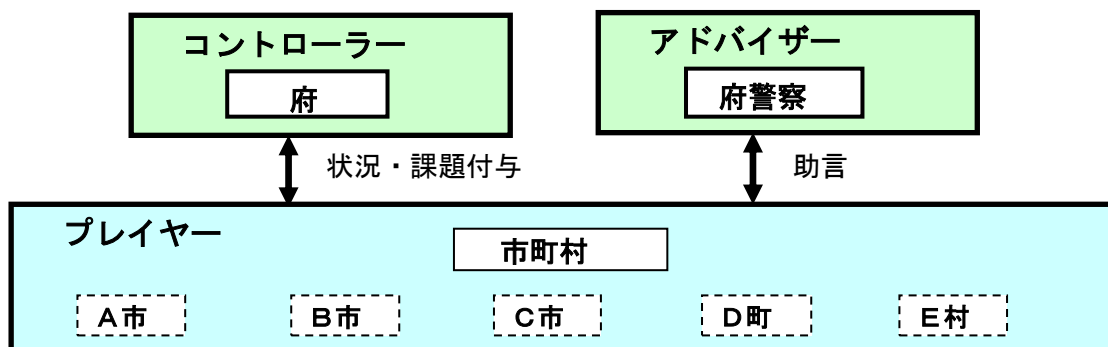 コントローラー
府
アドバイザー
府警察
状況・課題付与
助言
プレイヤー
市町村
A市
B市
C市
D町
E村